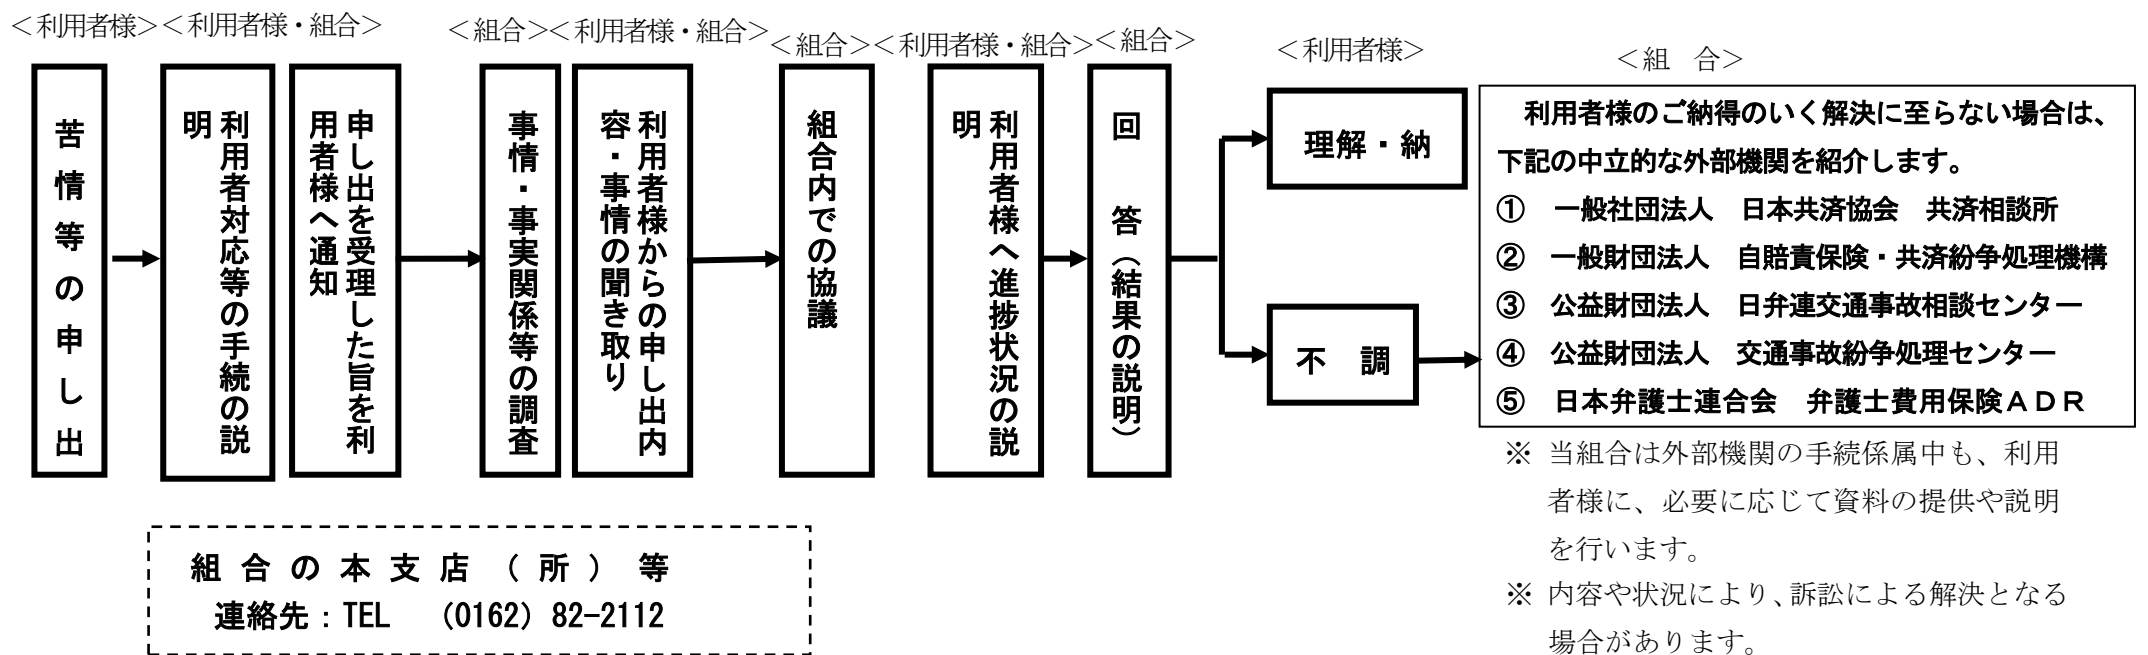 ＜利用者様＞
＜利用者様・組合＞
＜組合＞
＜利用者様・組合＞
＜組合＞
＜利用者様・組合＞
＜組合＞
＜利用者様＞
＜組　合＞
苦情等の申し出
利用者対応等の手続の説
明
申し出を受理した旨を利
用者様へ通知
事情・事実関係等の調査
利用者様からの申し出内
容・事情の聞き取り
組合内での協議
利用者様へ進捗状況の説
明
回　答（結果の説明）
理解・納
不　調
利用者様のご納得のいく解決に至らない場合は、
下記の中立的な外部機関を紹介します。
①　一般社団法人　日本共済協会　共済相談所
②　一般財団法人　自賠責保険・共済紛争処理機構
③　公益財団法人　日弁連交通事故相談センター
④　公益財団法人　交通事故紛争処理センター
⑤　日本弁護士連合会　弁護士費用保険ＡＤＲ
※ 当組合は外部機関の手続係属中も、利用
者様に、必要に応じて資料の提供や説明
を行います。
※ 内容や状況により、訴訟による解決となる
場合があります。
組 合 の 本 支 店 （ 所 ） 等
連絡先：TEL　（0162）82−2112